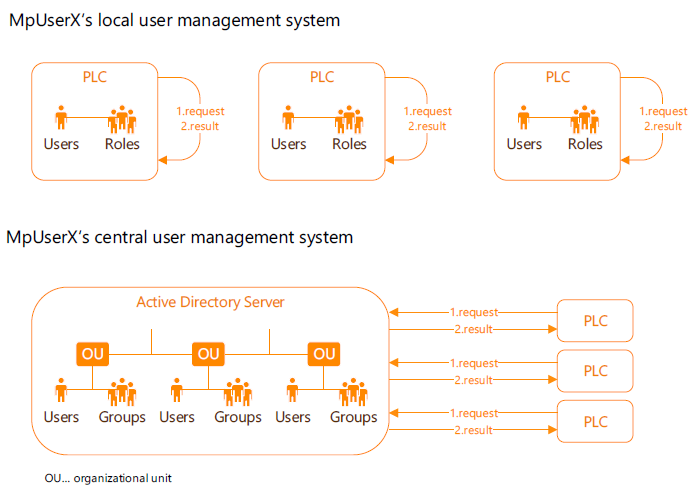 MpUserX's local user management system
PLC
1.request
2.result
Users
Roles
PLC
1.request
2.result
Users
Roles
PLC
1.request
2.result
Users
Roles
MpUserX's central user management system
Active Directory Server
OU
OU
OU
Users
Groups
Users
Groups
Users
Groups
1.request
2.result
PLC
1.request
2.result
PLC
1.request
2.result
PLC
OU... organizational unit